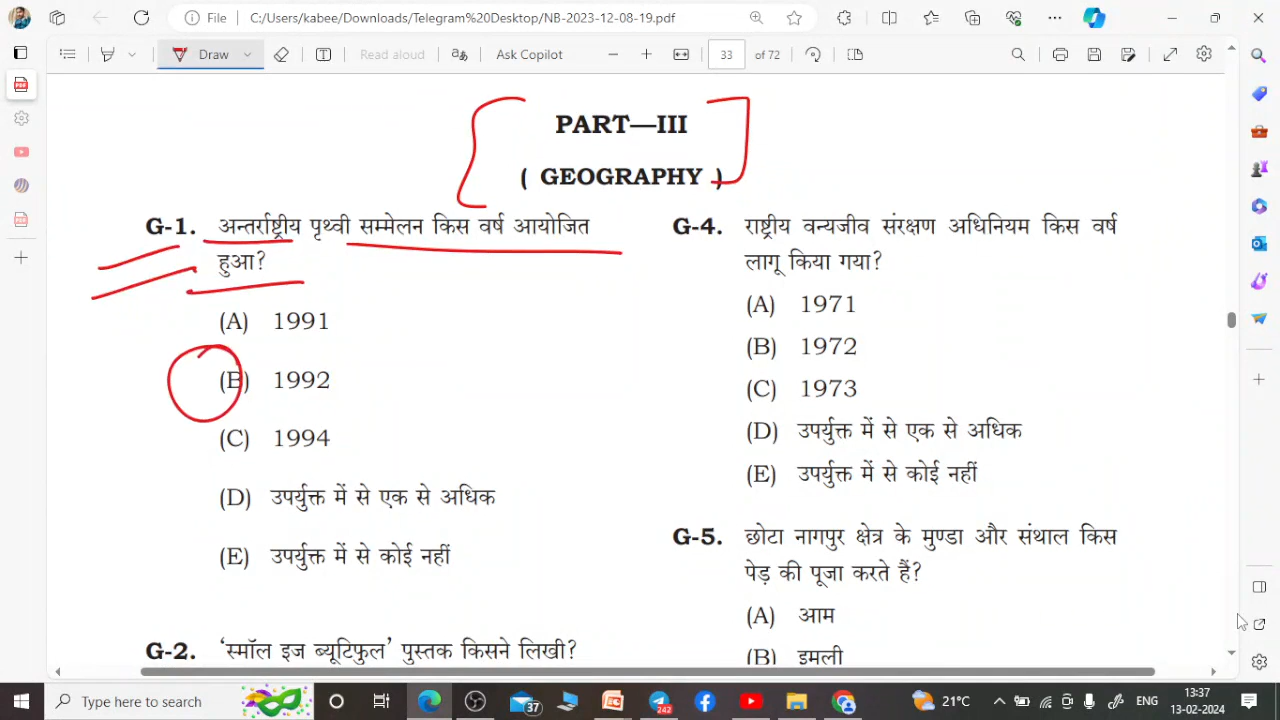 File
C:/Users/kabee/Downloads/Telegram%20Desktop/NB-2023-12-08-19.pdf
Draw
Read aloud
Ask Copilot
33
of 72
PART—III
( GEOGRAPHY )
G-1. अन्तर्राष्ट्रीय पृथ्वी सम्मेलन किस वर्ष आयोजित
हुआ?
(A) 1991
(B) 1992
(C) 1994
(D) उपर्युक्त में से एक से अधिक
(E) उपर्युक्त में से कोई नहीं
G-2. ‘स्मॉल इज ब्यूटिफुल’ पुस्तक किसने लिखी?
G-4. राष्ट्रीय वन्यजीव संरक्षण अधिनियम किस वर्ष
लागू किया गया?
(A) 1971
(B) 1972
(C) 1973
(D) उपर्युक्त में से एक से अधिक
(E) उपर्युक्त में से कोई नहीं
G-5. छोटा नागपुर क्षेत्र के मुण्डा और संथाल किस
पेड़ की पूजा करते हैं?
(A) आम
(B) इमली
Type here to search
37
242
21°C
ENG
13:37
13-02-2024